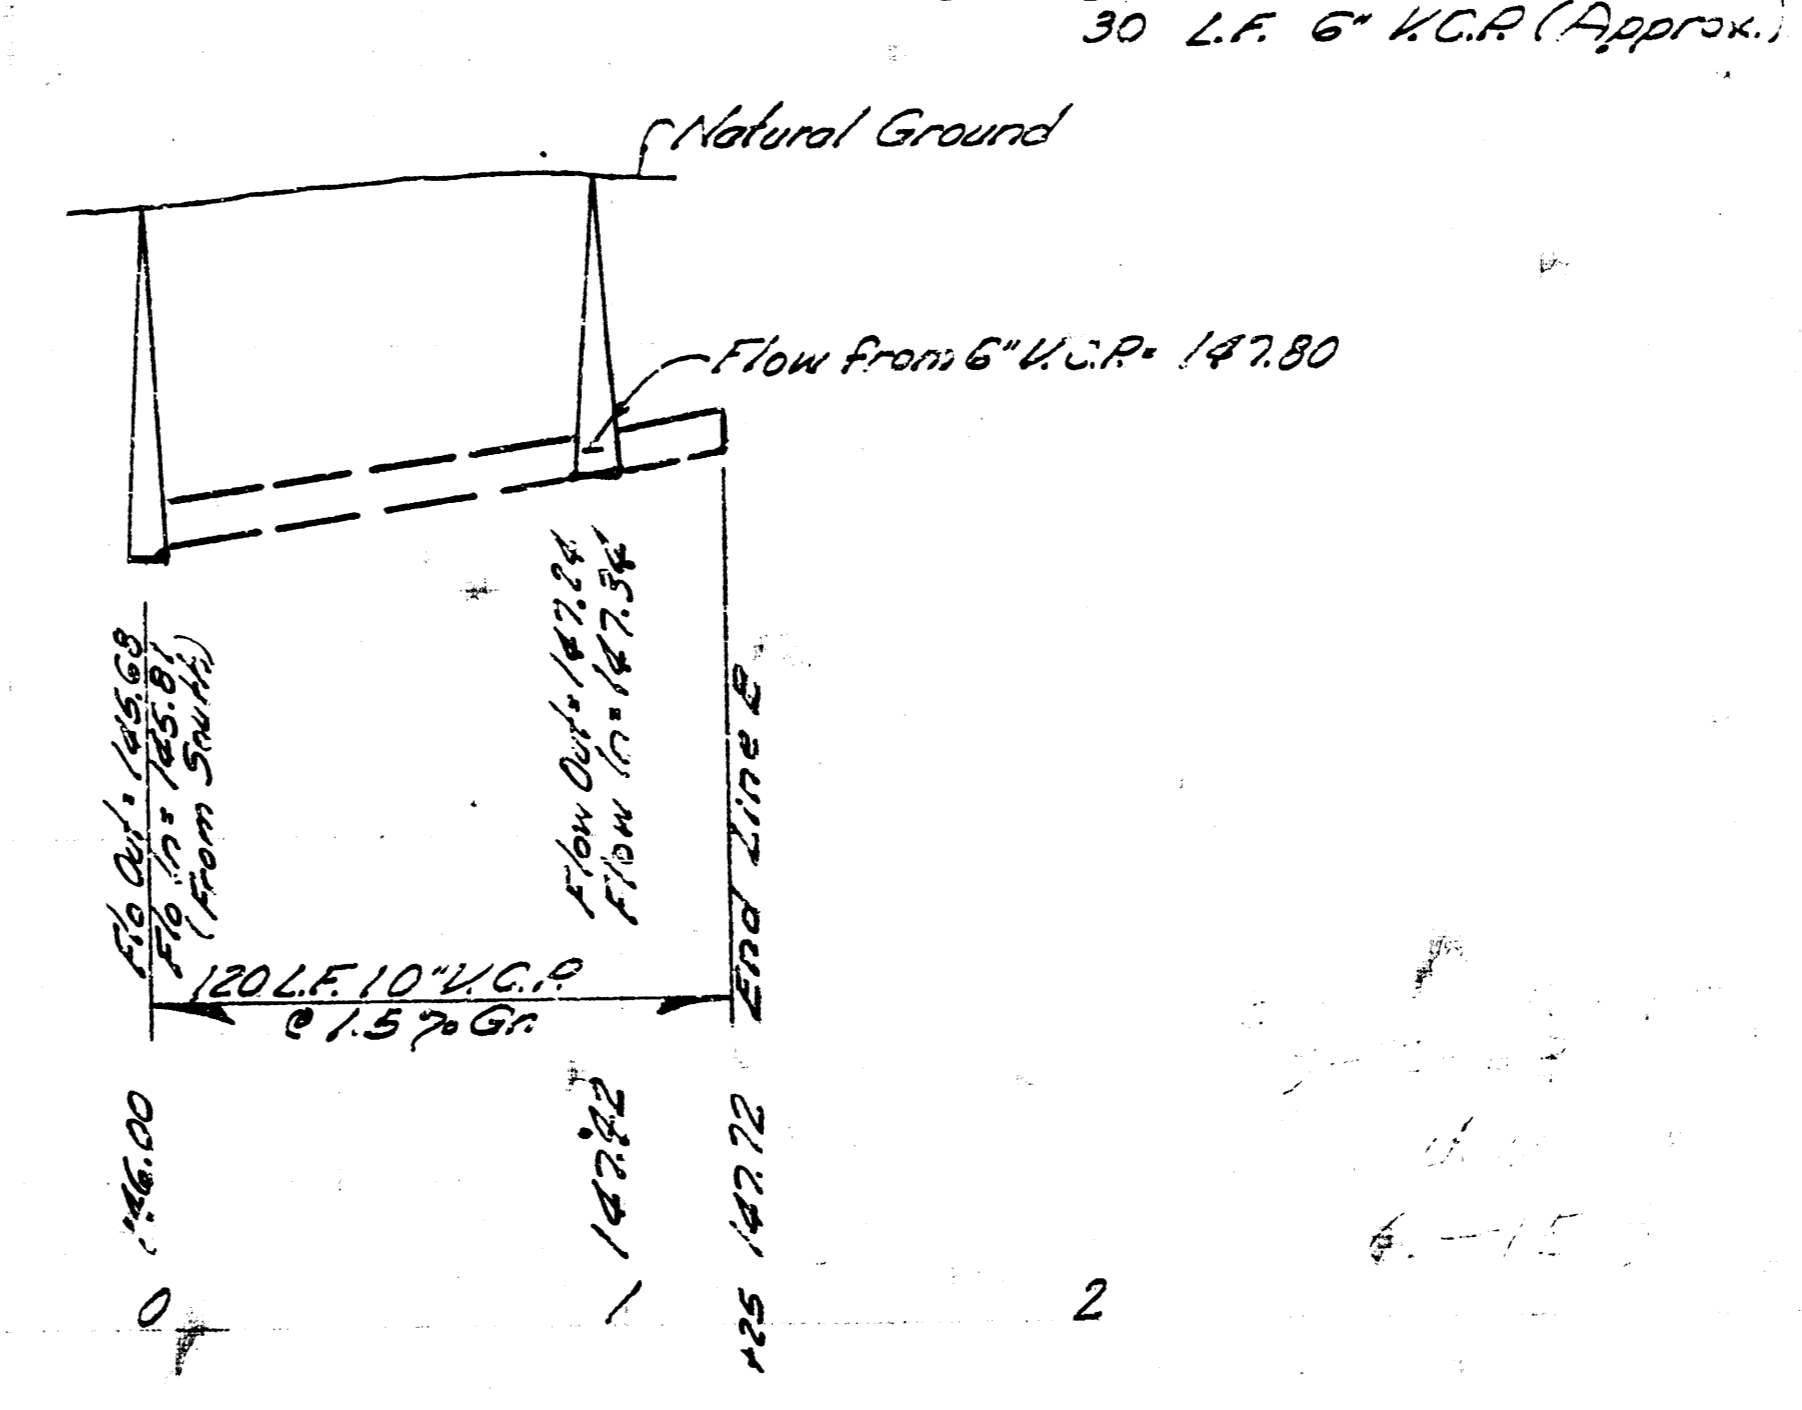 30 L.F. 6" V.C.P. (Approx.)
Natural Ground
Flow from 6" V.C.P. = 147.80
Flo Out = 145.68
Flo In = 145.81
(From South)
Flow Out = 147.24
Flow In = 147.34
End Line E
120 L.F. 10" V.C.P.
@ 1.5 % Gr.
146.00
147.42
147.72
0
1
+25
2